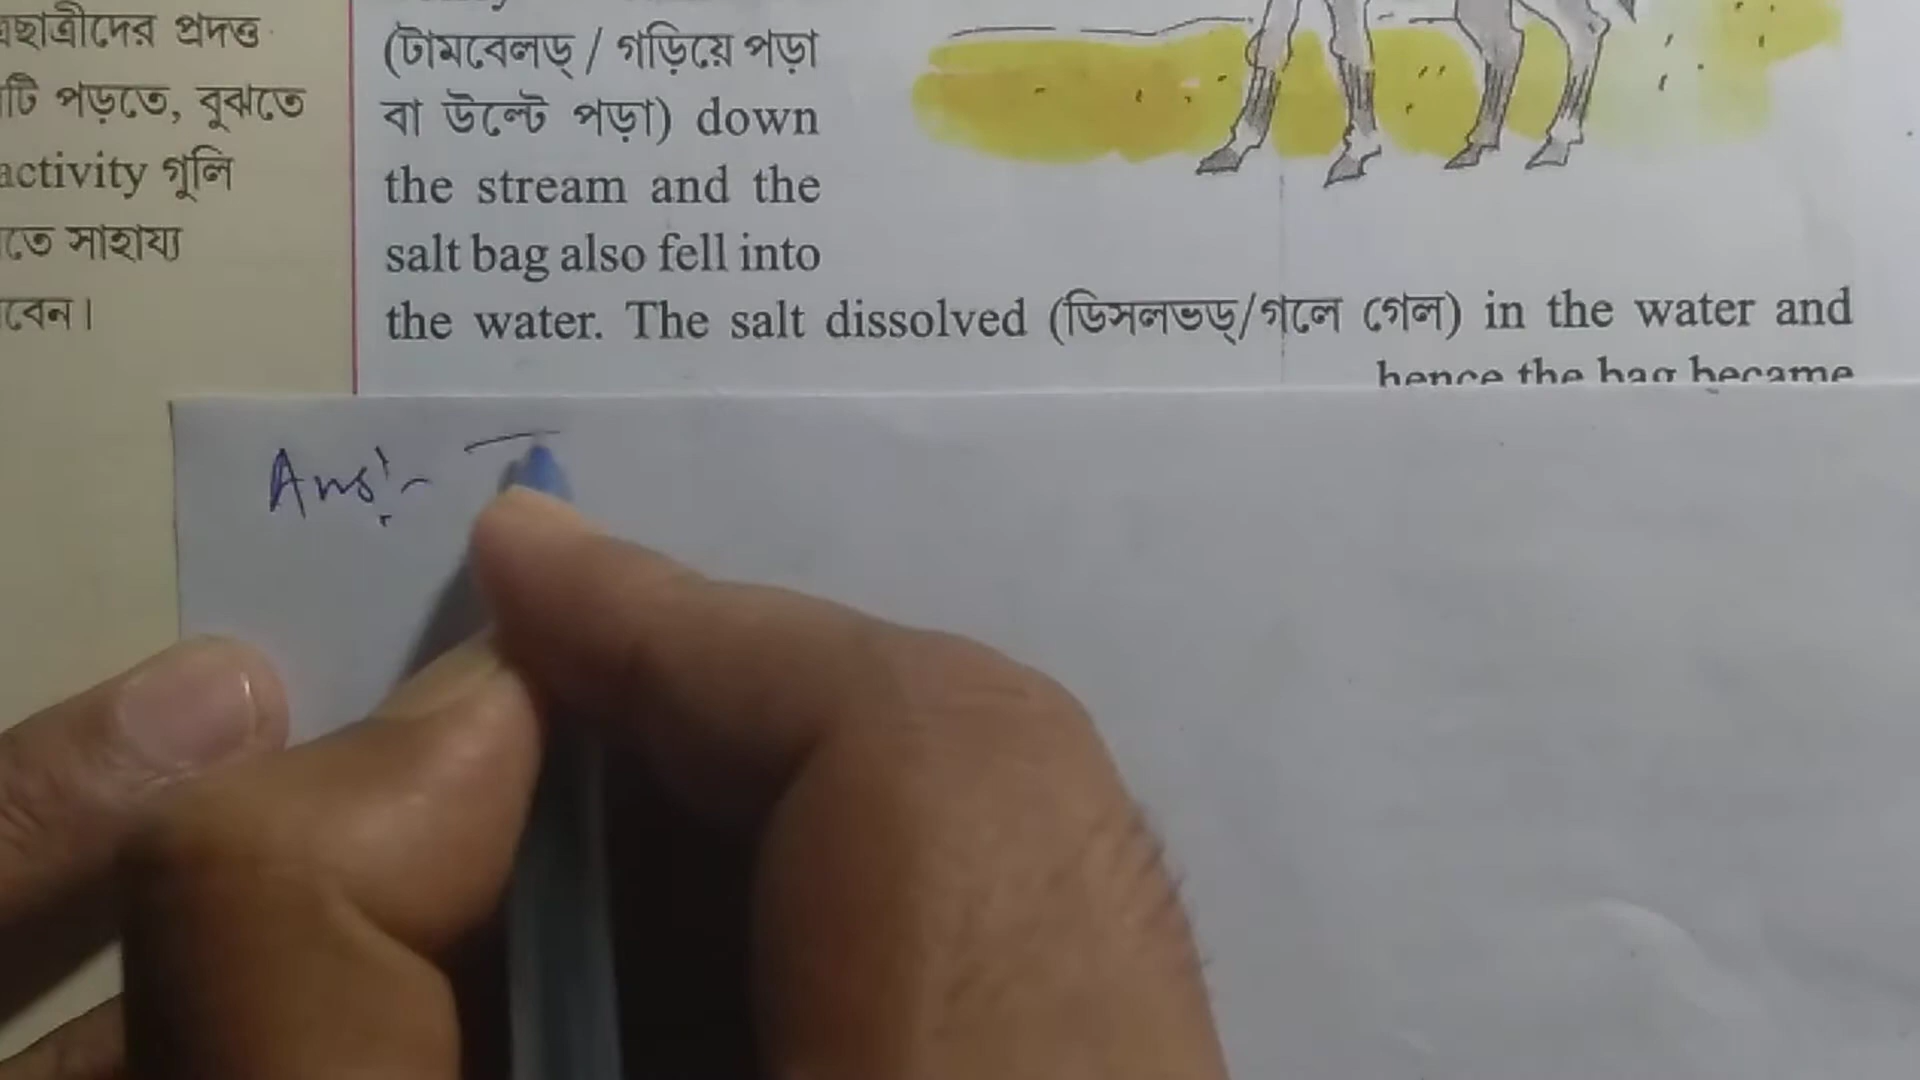 ছাত্রীদের প্রদত্ত
টি পড়তে, বুঝতে
activity গুলি
তে সাহায্য
বেন।
(টামবেলড্ / গড়িয়ে পড়া
বা উল্টে পড়া) down
the stream and the
salt bag also fell into
the water. The salt dissolved (ডিসলভড্/গলে গেল) in the water and
hence the bag became
Ans:-